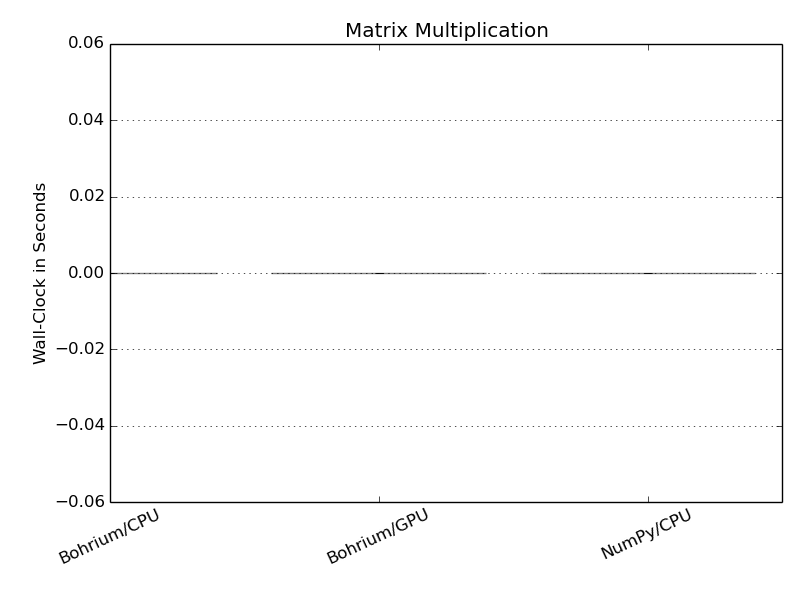 Matrix Multiplication
0.06
0.04
0.02
0.00
−0.02
−0.04
−0.06
Wall-Clock in Seconds
Bohrium/CPU
Bohrium/GPU
NumPy/CPU